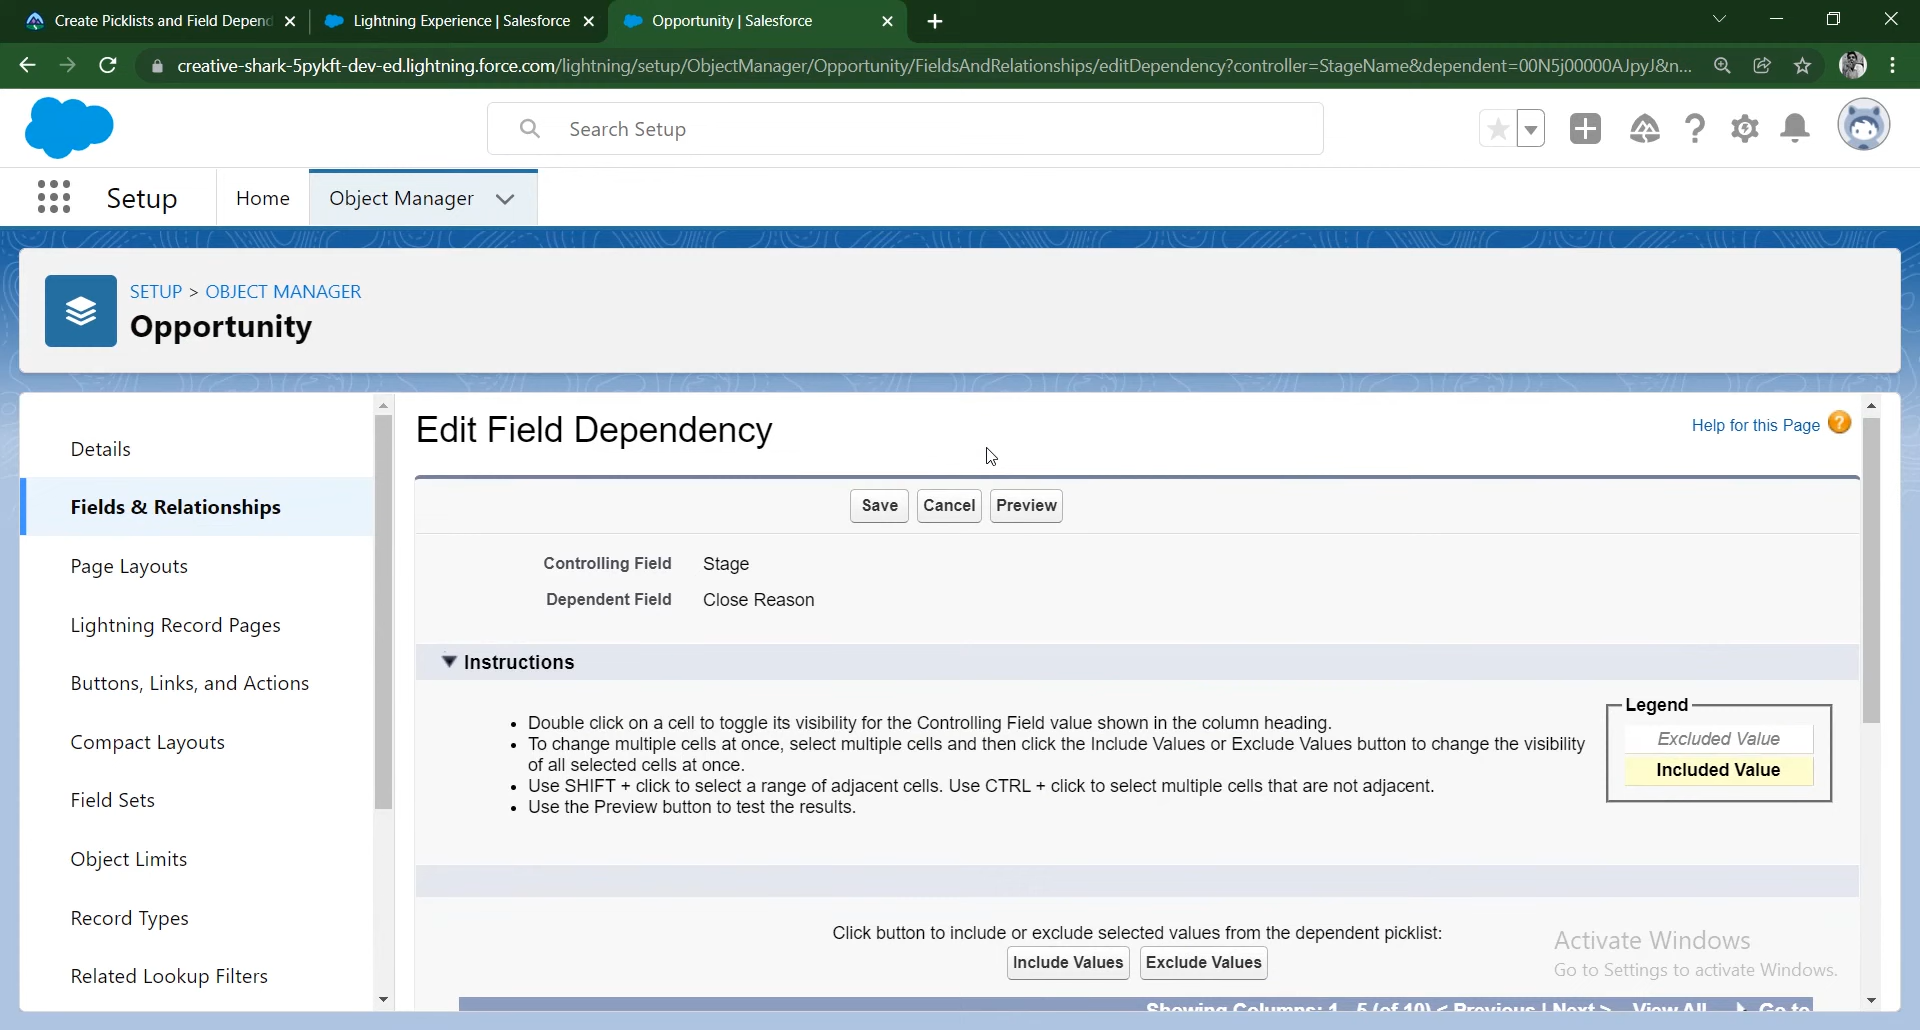 Create Picklists and Field Depend
Lightning Experience | Salesforce
Opportunity | Salesforce
creative-shark-5pykft-dev-ed.lightning.force.com/lightning/setup/ObjectManager/Opportunity/FieldsAndRelationships/editDependency?controller=StageName&dependent=00N5j00000AJpyJ&n...
Search Setup
Setup
Home
Object Manager
SETUP > OBJECT MANAGER
Opportunity
Details
Fields & Relationships
Page Layouts
Lightning Record Pages
Buttons, Links, and Actions
Compact Layouts
Field Sets
Object Limits
Record Types
Related Lookup Filters
Edit Field Dependency
Help for this Page ?
Save Cancel Preview
Controlling Field Stage
Dependent Field Close Reason
Instructions
• Double click on a cell to toggle its visibility for the Controlling Field value shown in the column heading.
• To change multiple cells at once, select multiple cells and then click the Include Values or Exclude Values button to change the visibility
of all selected cells at once.
• Use SHIFT + click to select a range of adjacent cells. Use CTRL + click to select multiple cells that are not adjacent.
• Use the Preview button to test the results.
Legend
Excluded Value
Included Value
Click button to include or exclude selected values from the dependent picklist:
Include Values Exclude Values
Showing Columns: 1 - 5 (of 10) < Previous | Next > View All Go to
Activate Windows
Go to Settings to activate Windows.